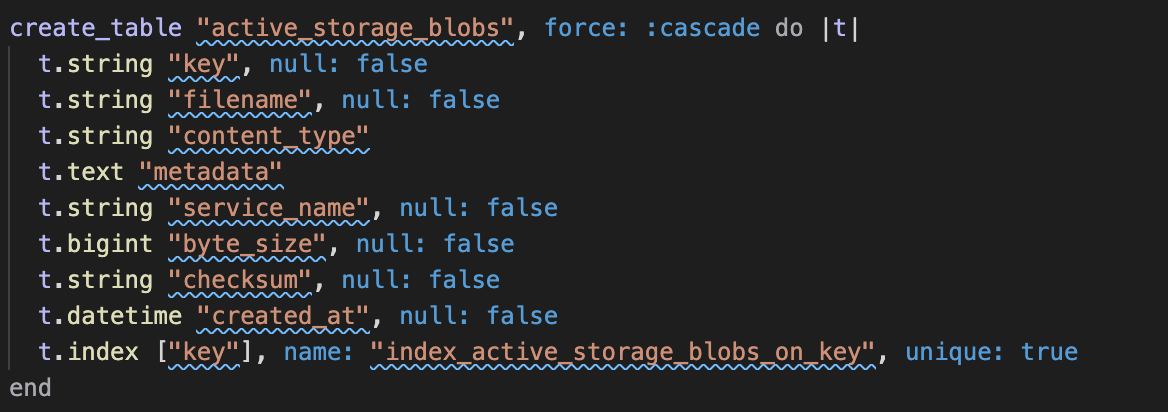 create_table "active_storage_blobs", force: :cascade do |t|
t.string "key", null: false
t.string "filename", null: false
t.string "content_type"
t.text "metadata"
t.string "service_name", null: false
t.bigint "byte_size", null: false
t.string "checksum", null: false
t.datetime "created_at", null: false
t.index ["key"], name: "index_active_storage_blobs_on_key", unique: true
end